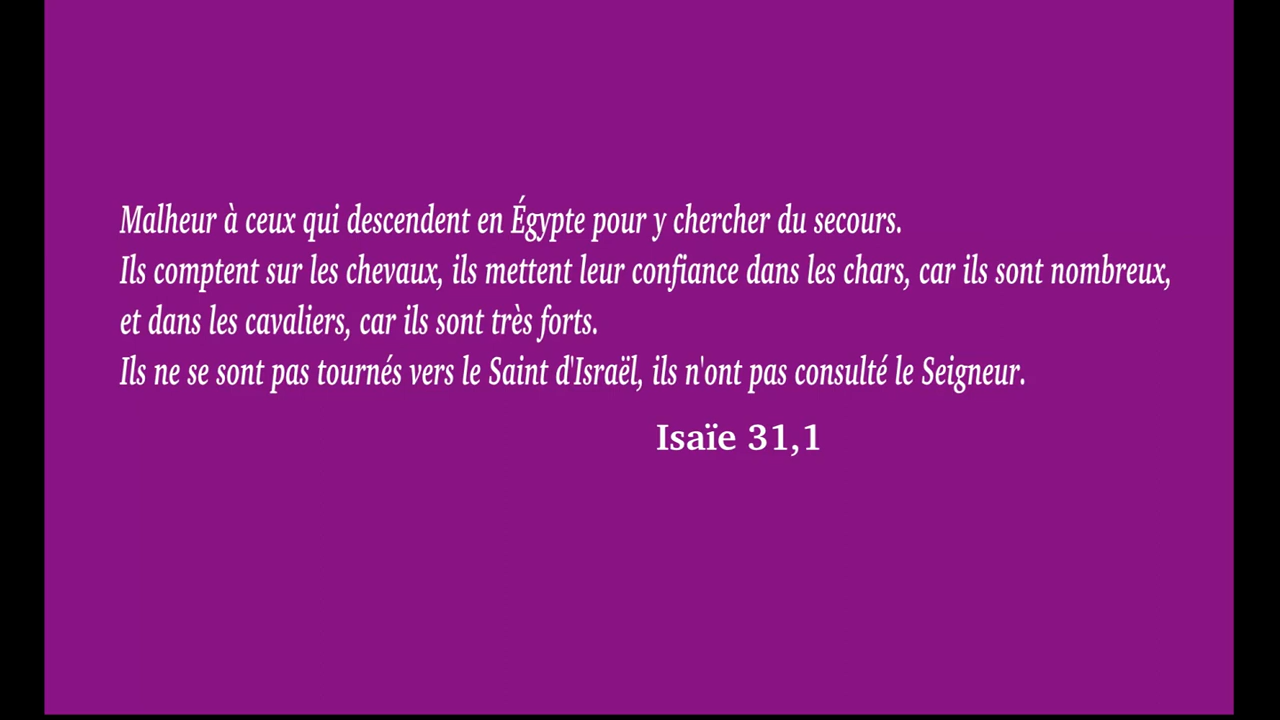 Malheur à ceux qui descendent en Égypte pour y chercher du secours.
Ils comptent sur les chevaux, ils mettent leur confiance dans les chars, car ils sont nombreux,
et dans les cavaliers, car ils sont très forts.
Ils ne se sont pas tournés vers le Saint d'Israël, ils n'ont pas consulté le Seigneur.
Isaïe 31,1